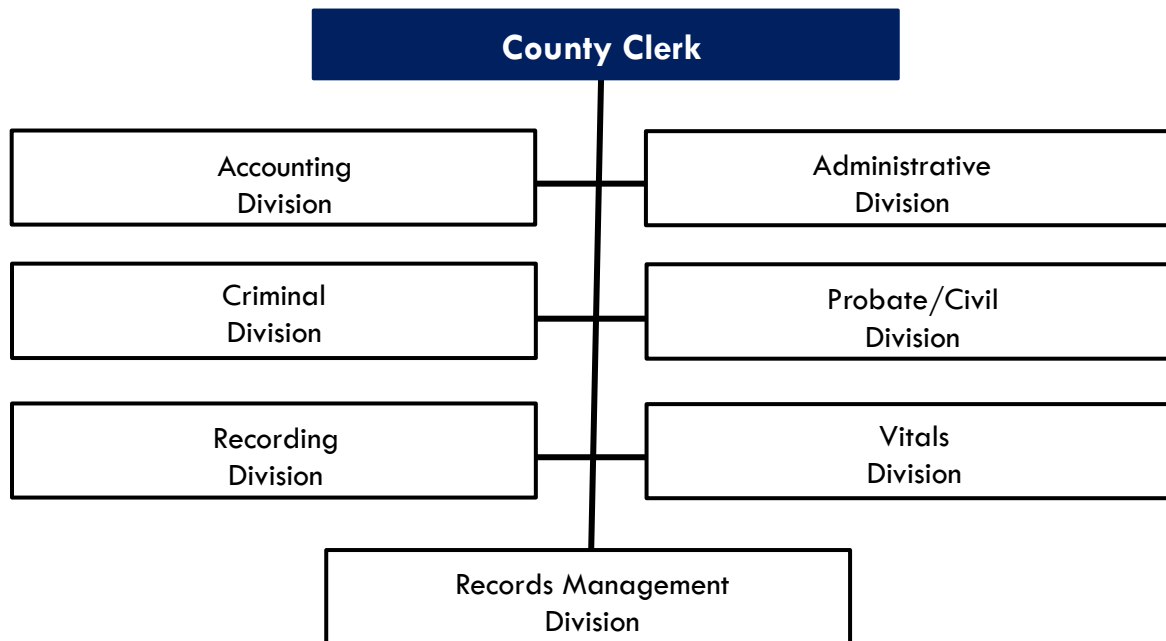 County Clerk
Accounting
Division
Administrative
Division
Criminal
Division
Probate/Civil
Division
Recording
Division
Vitals
Division
Records Management
Division